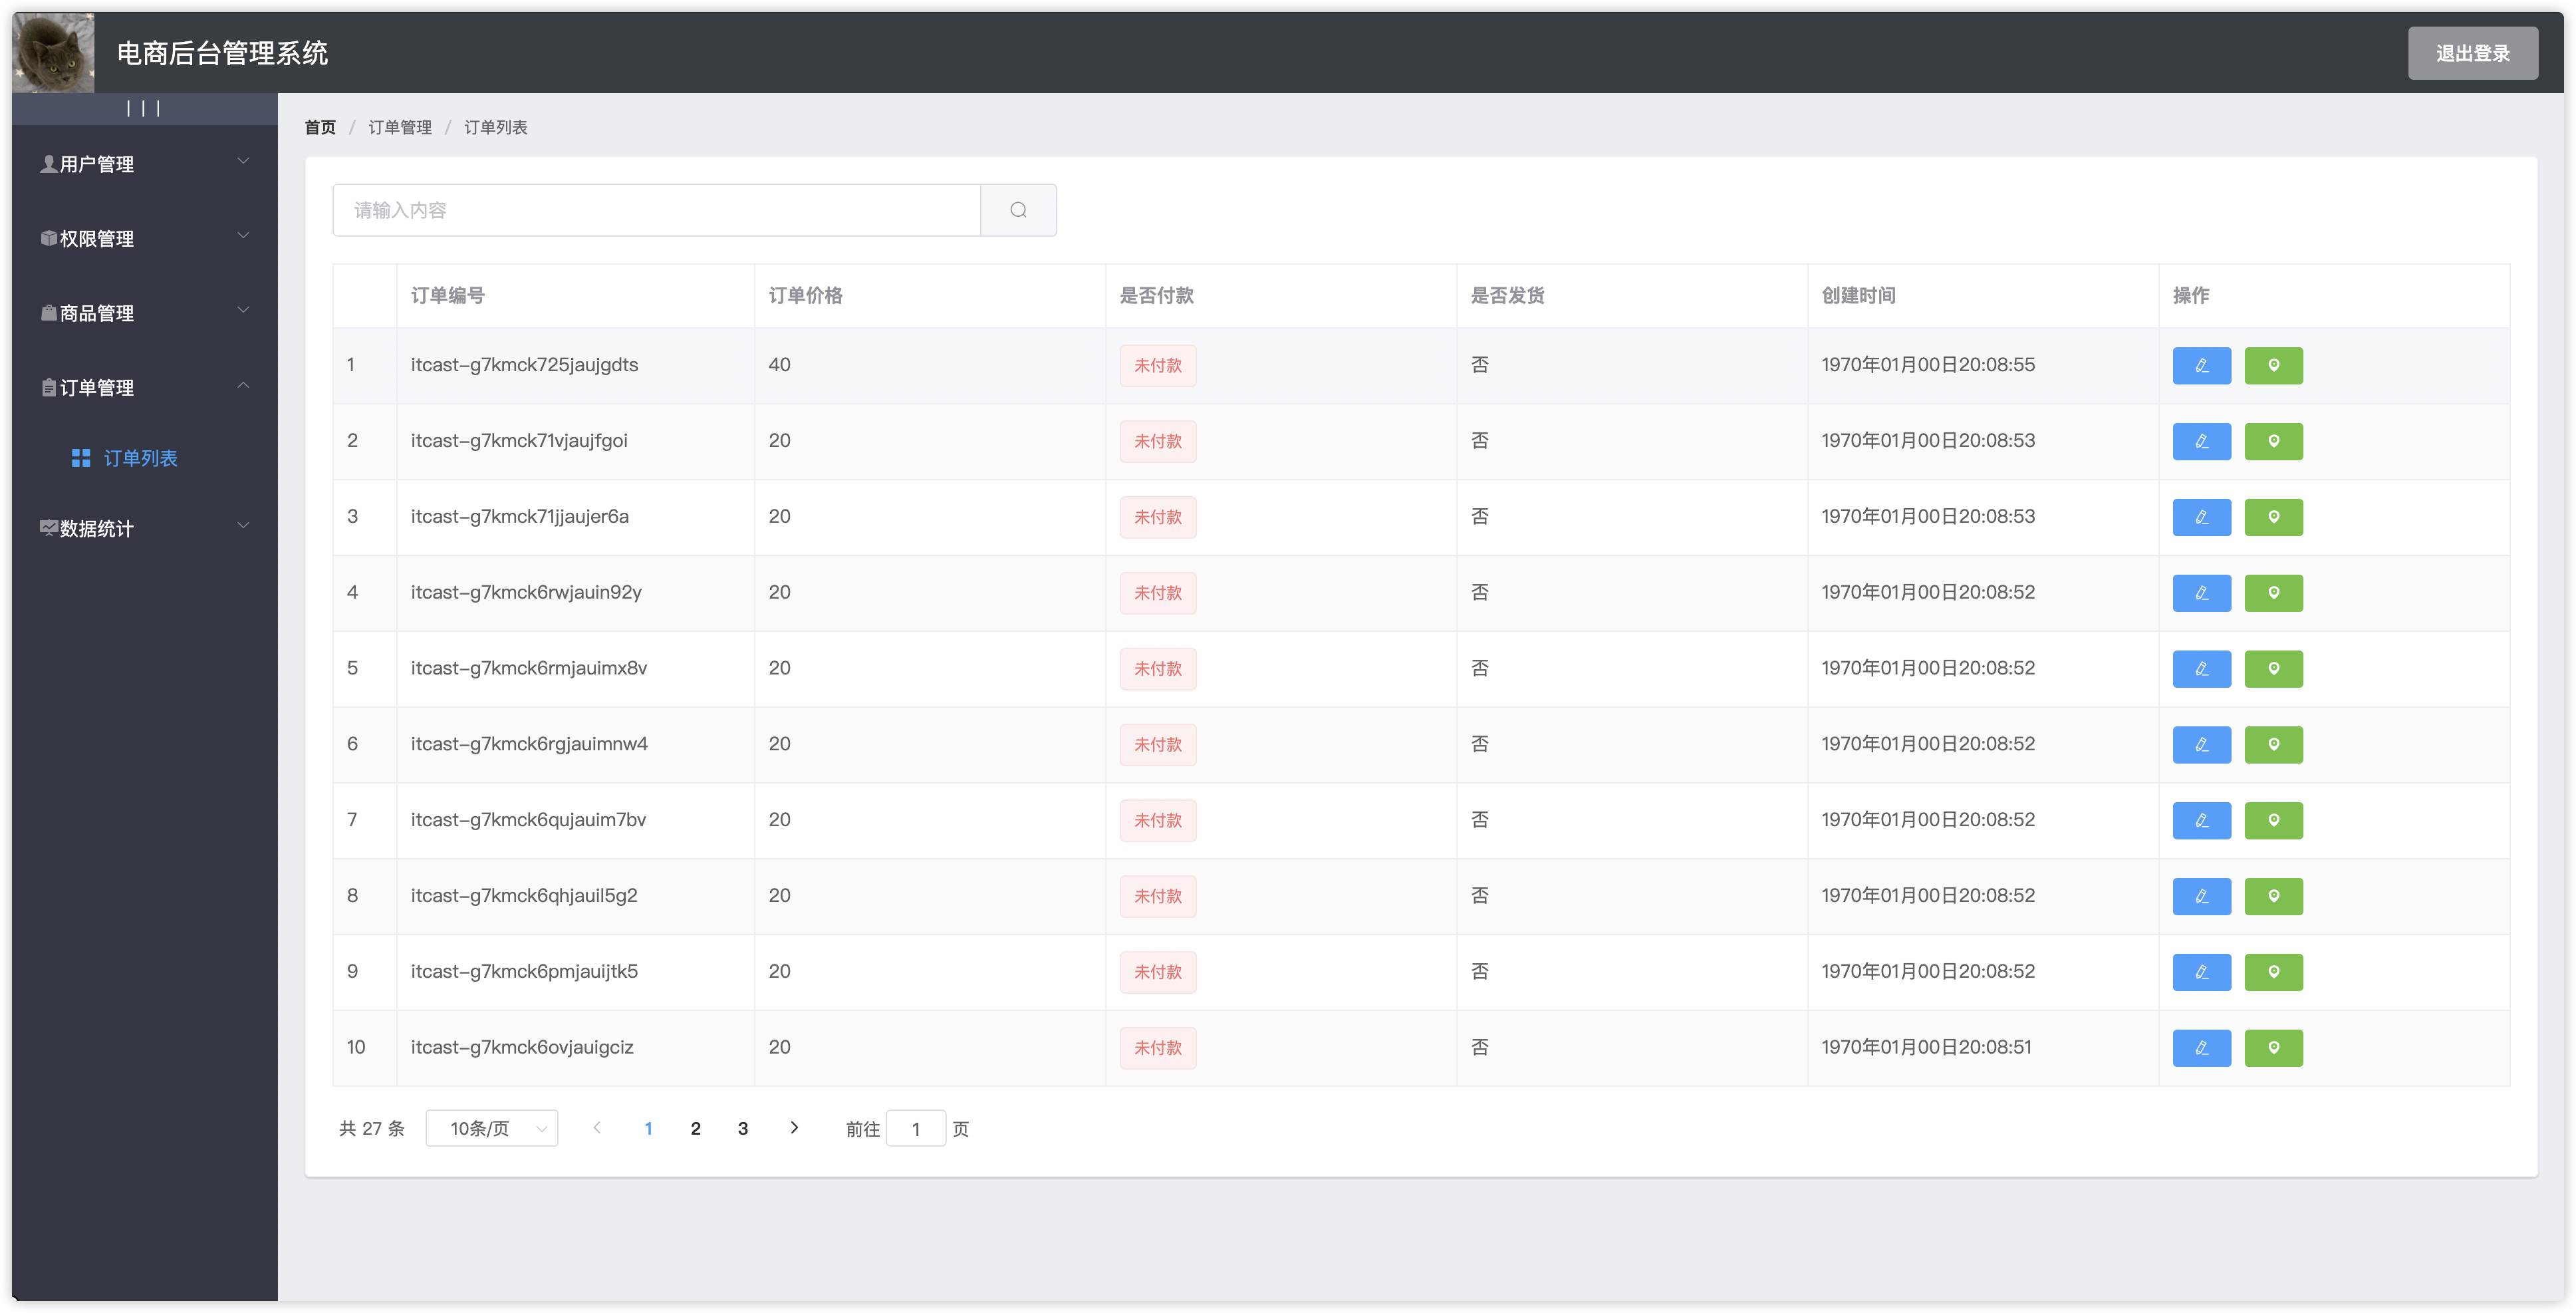 电商后台管理系统
退出登录
|||
用户管理
权限管理
商品管理
订单管理
订单列表
数据统计
首页 / 订单管理 / 订单列表
请输入内容
订单编号 订单价格 是否付款 是否发货 创建时间 操作
1 itcast-g7kmck725jaujgdts 40 未付款 否 1970年01月00日20:08:55
2 itcast-g7kmck71vjaujfgoi 20 未付款 否 1970年01月00日20:08:53
3 itcast-g7kmck71jjaujer6a 20 未付款 否 1970年01月00日20:08:53
4 itcast-g7kmck6rwjauin92y 20 未付款 否 1970年01月00日20:08:52
5 itcast-g7kmck6rmjauimx8v 20 未付款 否 1970年01月00日20:08:52
6 itcast-g7kmck6rgjauimnw4 20 未付款 否 1970年01月00日20:08:52
7 itcast-g7kmck6qujauim7bv 20 未付款 否 1970年01月00日20:08:52
8 itcast-g7kmck6qhjauil5g2 20 未付款 否 1970年01月00日20:08:52
9 itcast-g7kmck6pmjauijtk5 20 未付款 否 1970年01月00日20:08:52
10 itcast-g7kmck6ovjauigciz 20 未付款 否 1970年01月00日20:08:51
共 27 条 10条/页 1 2 3 前往 1 页